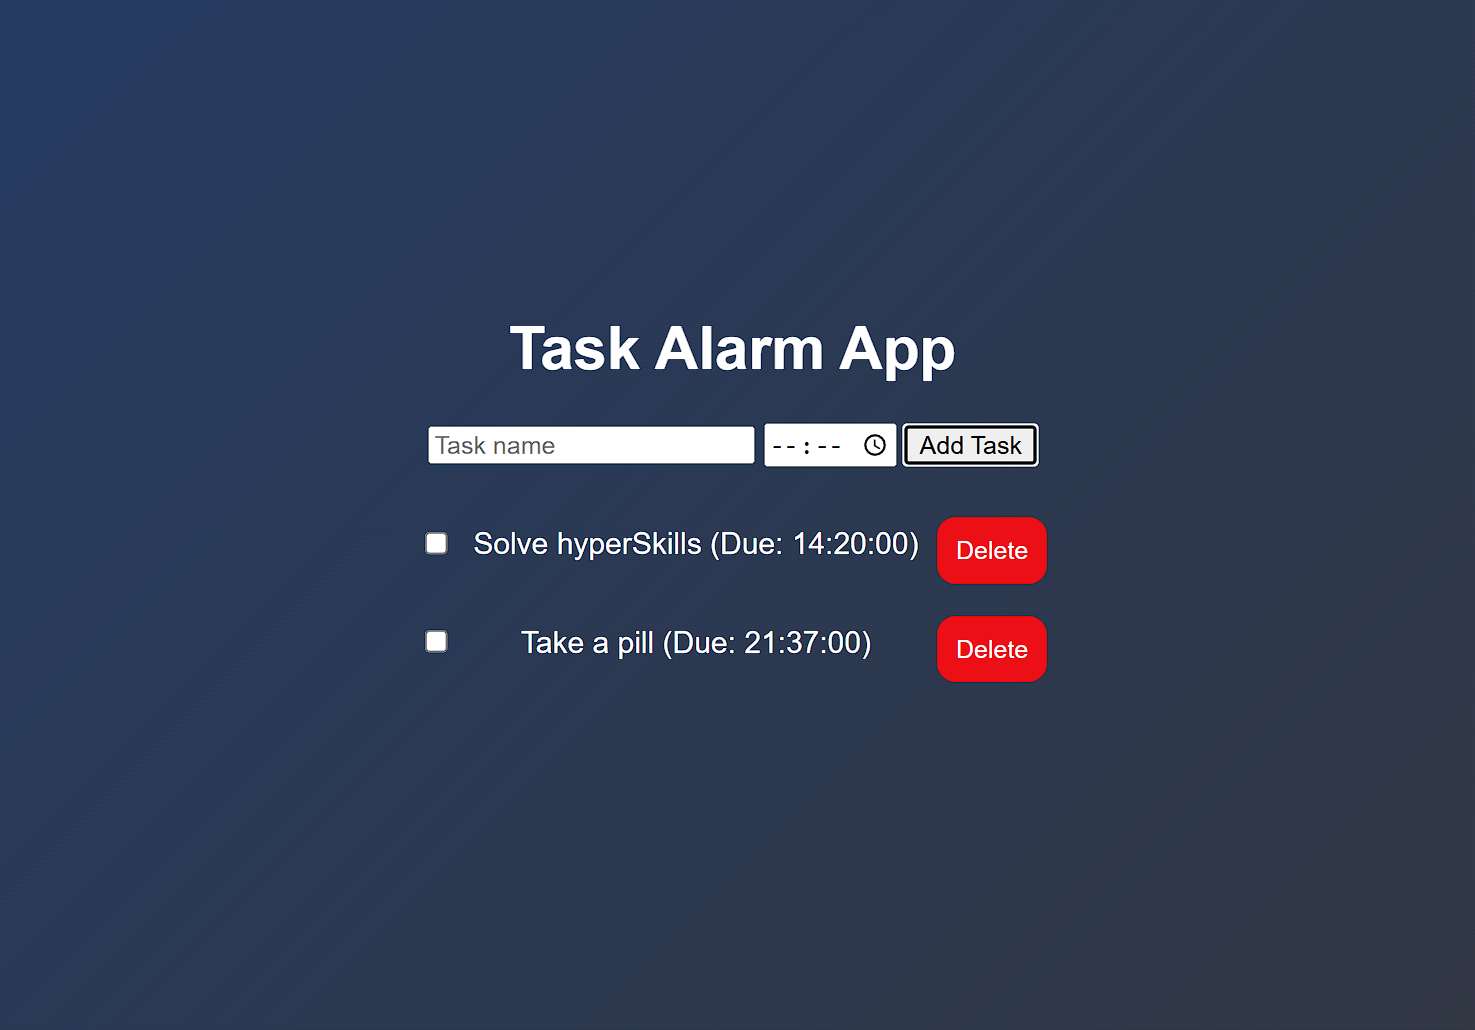 Task Alarm App
Task name --:-- Add Task
Solve hyperSkills (Due: 14:20:00) Delete
Take a pill (Due: 21:37:00) Delete